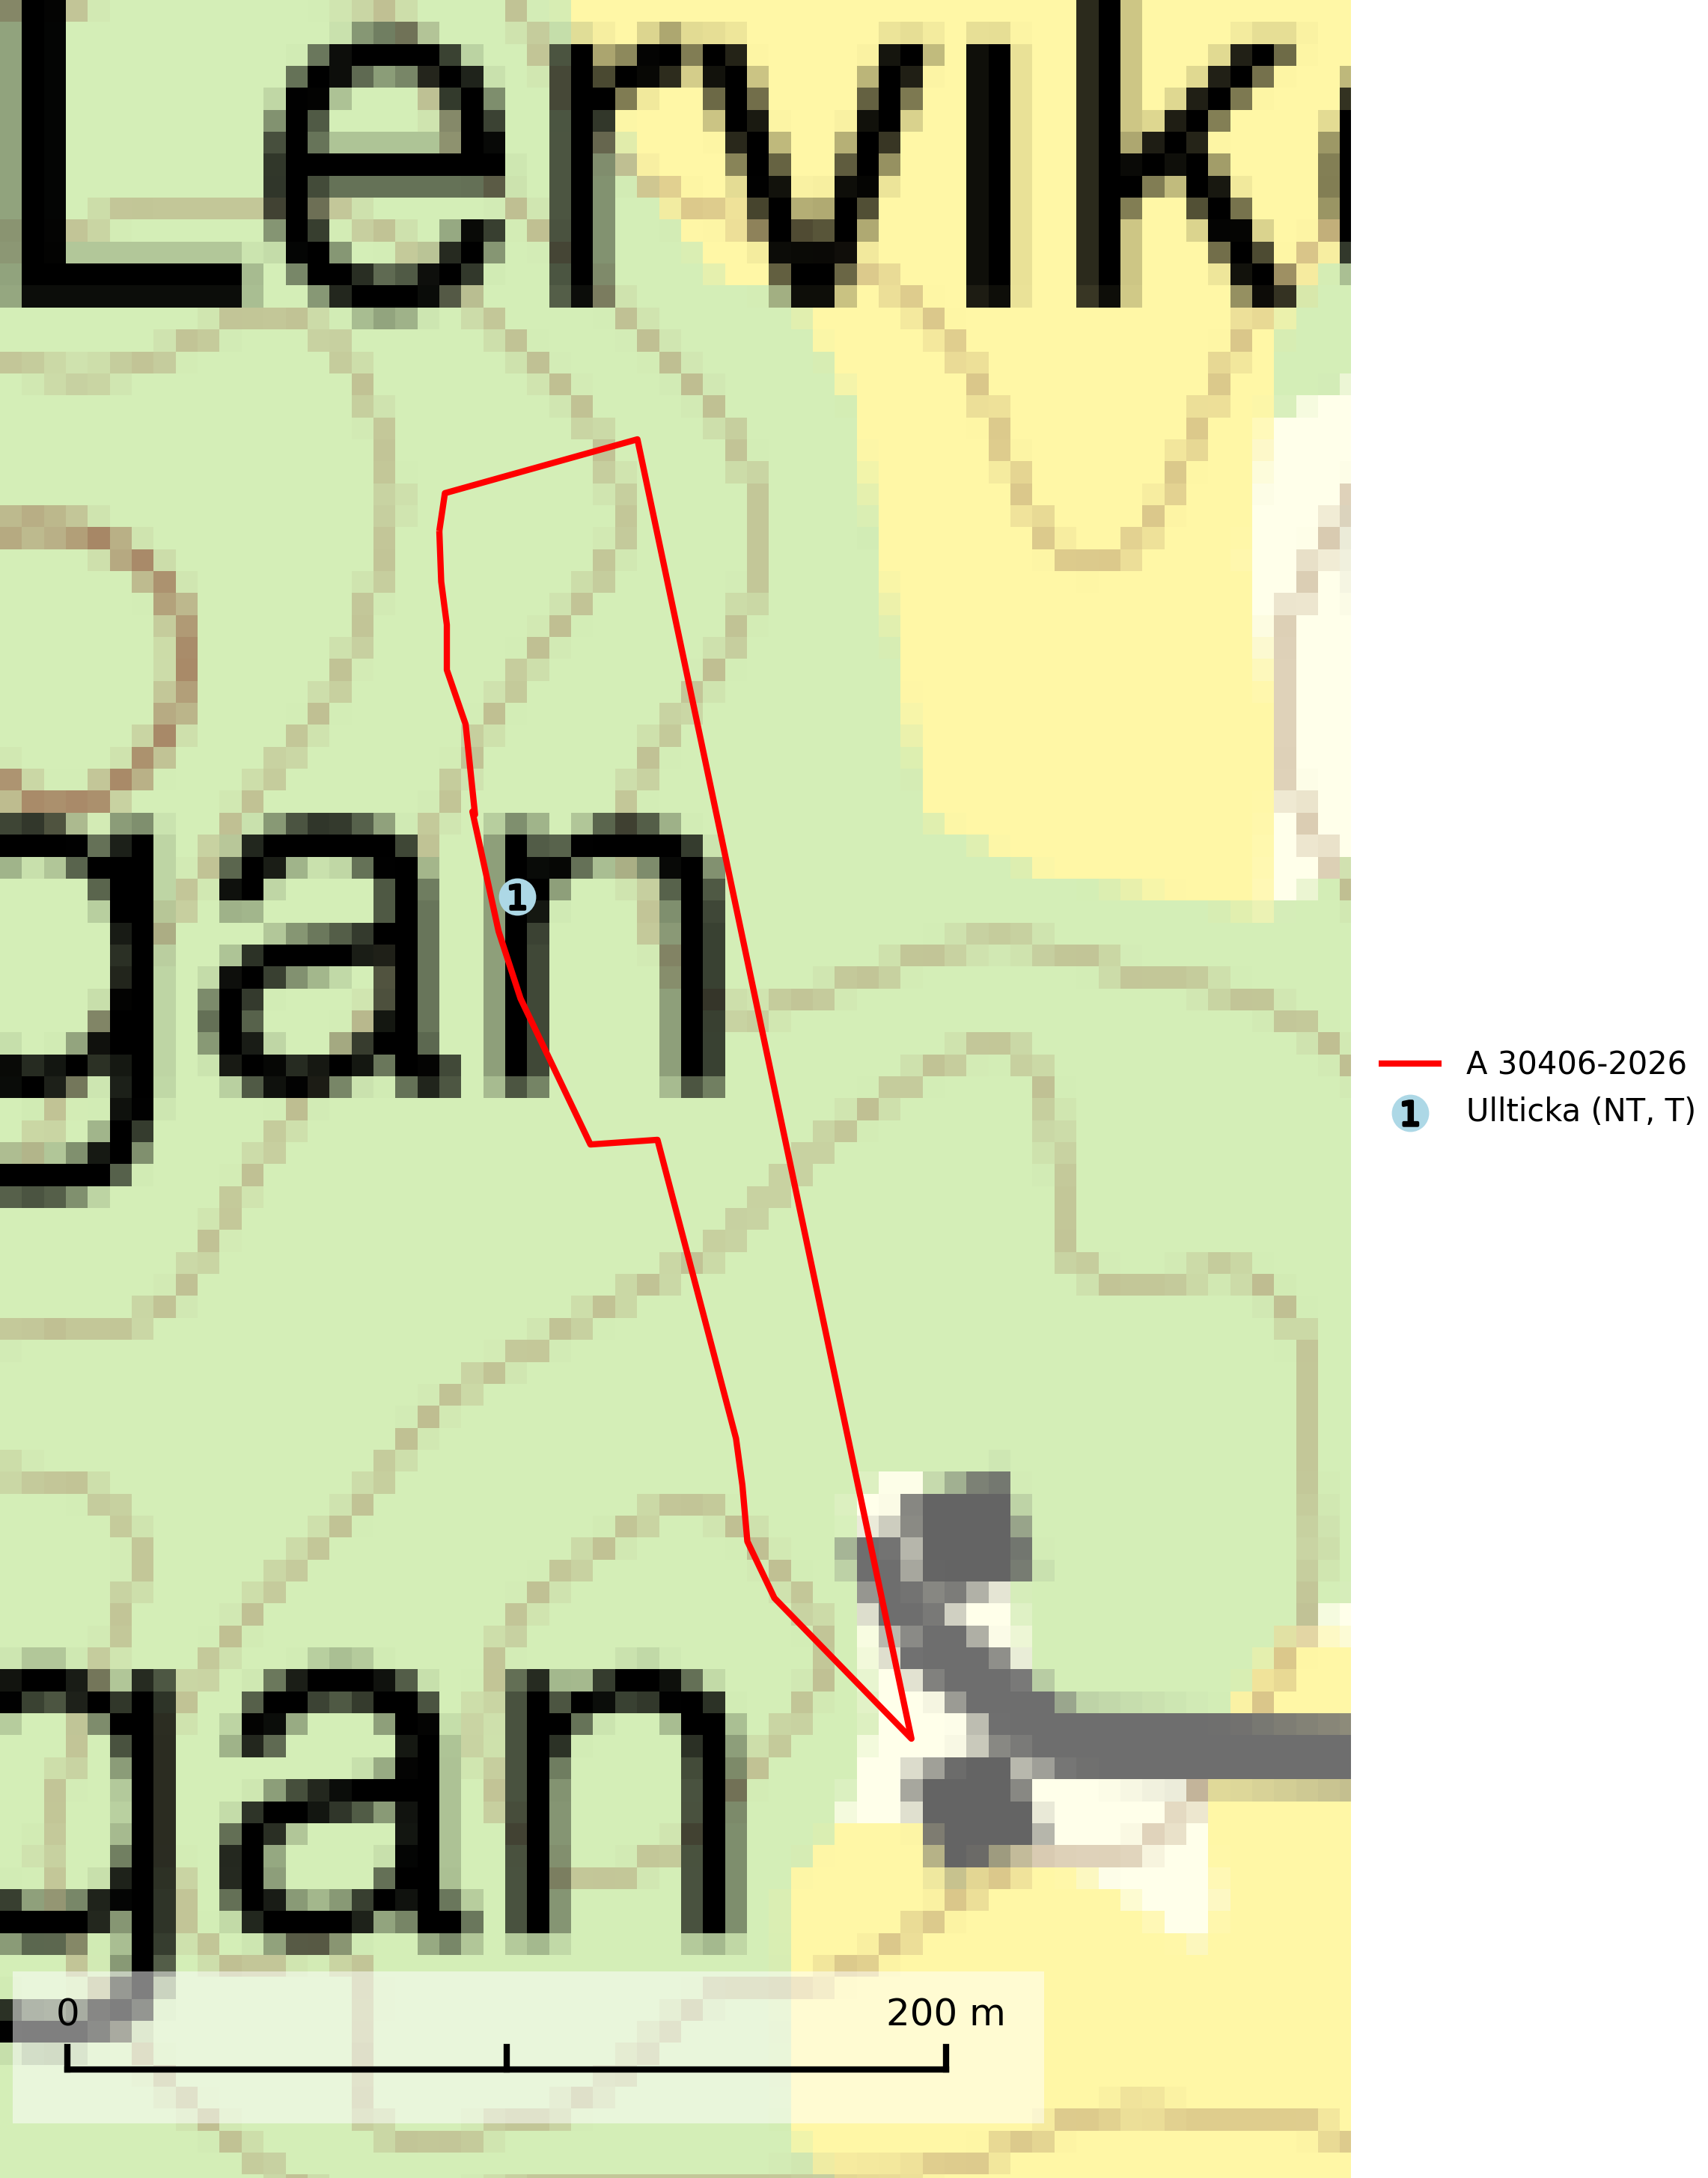 Lervik
gan
1
gan
0 200 m
A 30406-2026
1 Ullticka (NT, T)